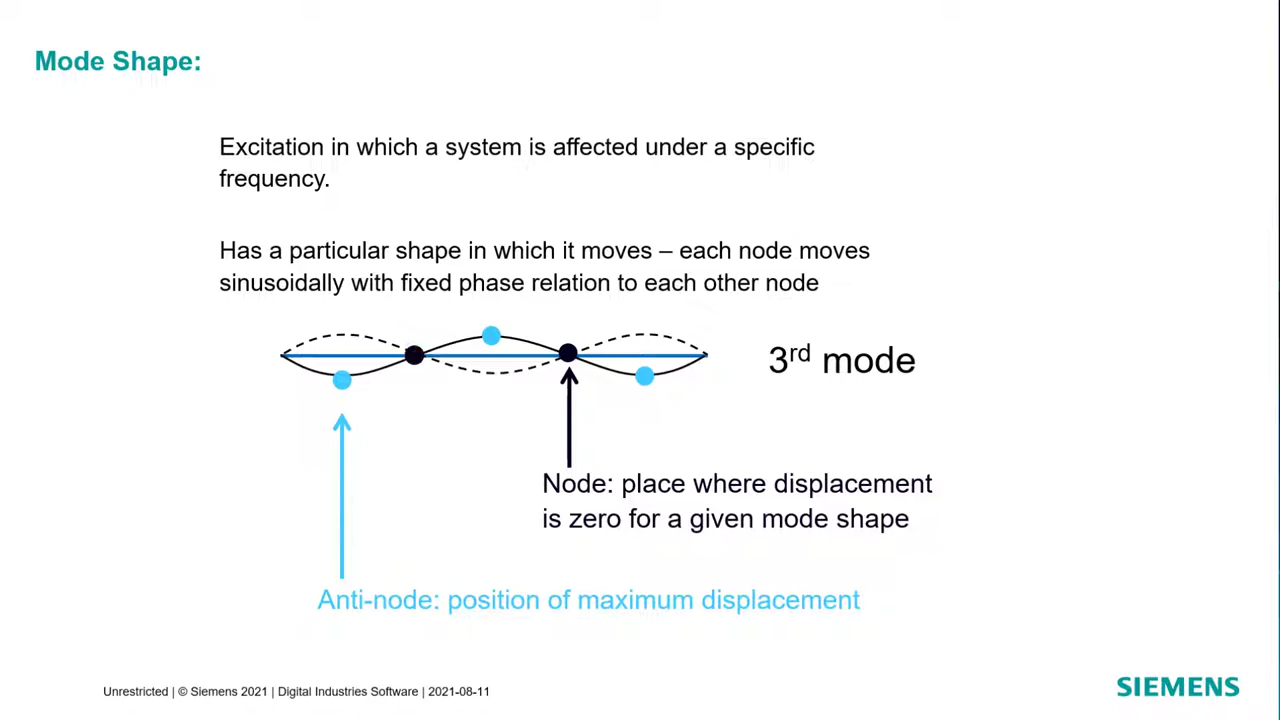 Mode Shape:
Excitation in which a system is affected under a specific
frequency.
Has a particular shape in which it moves – each node moves
sinusoidally with fixed phase relation to each other node
3rd mode
Node: place where displacement
is zero for a given mode shape
Anti-node: position of maximum displacement
Unrestricted | © Siemens 2021 | Digital Industries Software | 2021-08-11
SIEMENS